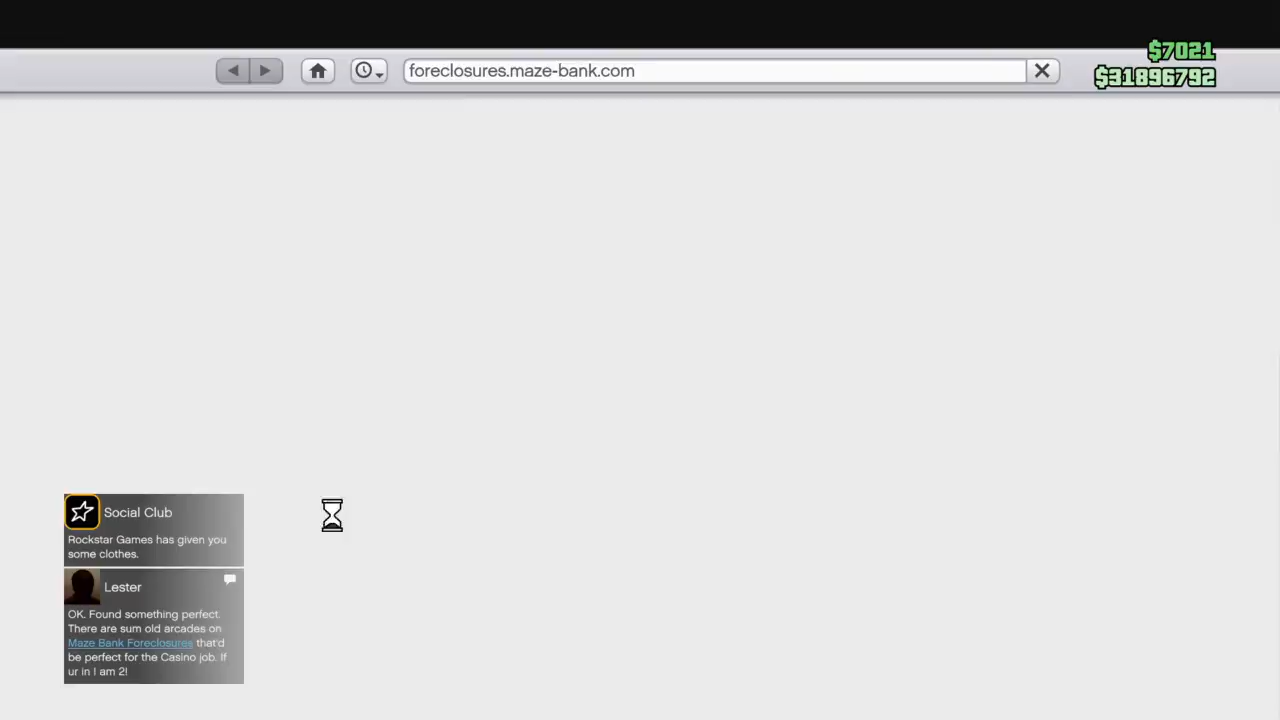 $7021
foreclosures.maze-bank.com
$31896792
Social Club
Rockstar Games has given you
some clothes.
Lester
OK. Found something perfect.
There are sum old arcades on
Maze Bank Foreclosures that'd
be perfect for the Casino job. If
ur in I am 2!